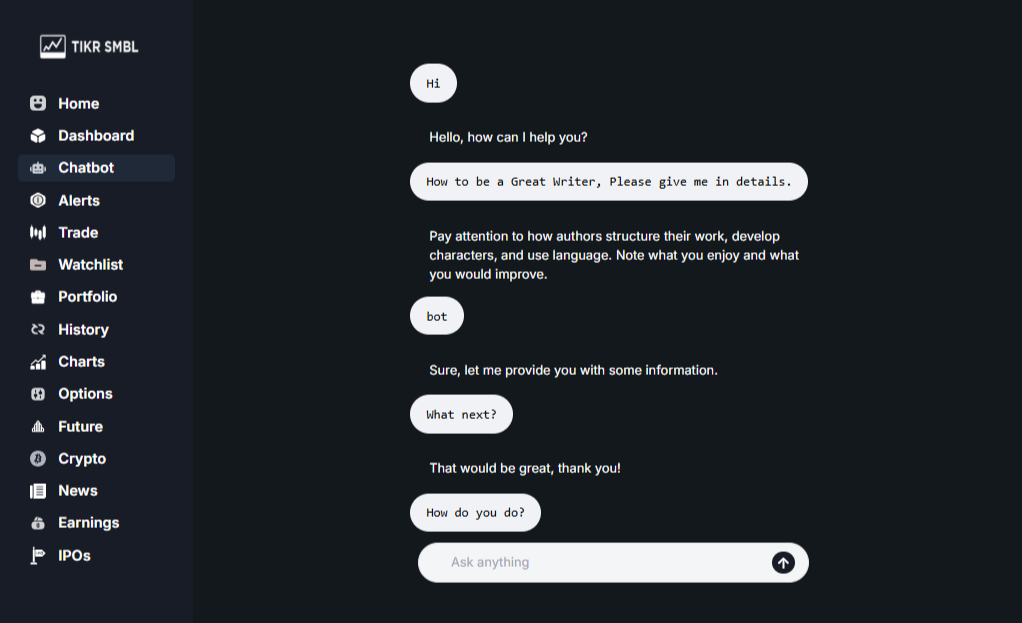 TIKR SMBL
Home
Dashboard
Chatbot
Alerts
Trade
Watchlist
Portfolio
History
Charts
Options
Future
Crypto
News
Earnings
IPOs
Hi
Hello, how can I help you?
How to be a Great Writer, Please give me in details.
Pay attention to how authors structure their work, develop
characters, and use language. Note what you enjoy and what
you would improve.
bot
Sure, let me provide you with some information.
What next?
That would be great, thank you!
How do you do?
Ask anything